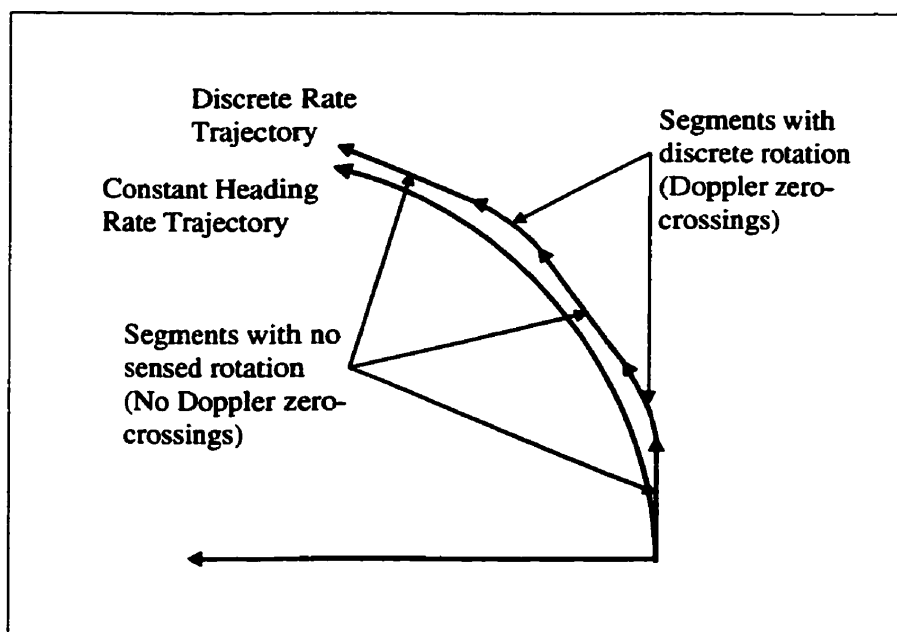 Discrete Rate
Trajectory
Constant Heading
Rate Trajectory
Segments with
discrete rotation
(Doppler zero-
crossings)
Segments with no
sensed rotation
(No Doppler zero-
crossings)